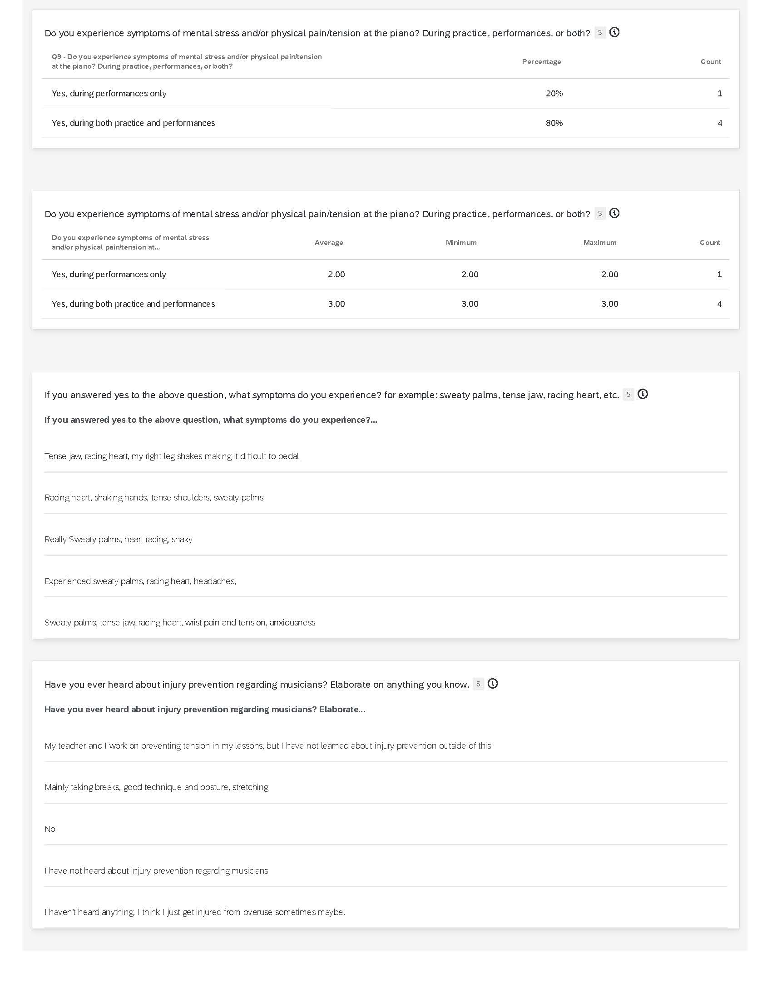 Do you experience symptoms of mental stress and/or physical pain/tension at the piano? During practice, performances, or both? 5
Q9 - Do you experience symptoms of mental stress and/or physical pain/tension
at the piano? During practice, performances, or both?
Percentage
Count
Yes, during performances only 20% 1
Yes, during both practice and performances 80% 4
Do you experience symptoms of mental stress and/or physical pain/tension at the piano? During practice, performances, or both? 5
Do you experience symptoms of mental stress
and/or physical pain/tension at...
Average Minimum Maximum Count
Yes, during performances only 2.00 2.00 2.00 1
Yes, during both practice and performances 3.00 3.00 3.00 4
If you answered yes to the above question, what symptoms do you experience? for example: sweaty palms, tense jaw, racing heart, etc. 5
If you answered yes to the above question, what symptoms do you experience?...
Tense jaw, racing heart, my right leg shakes making it difficult to pedal
Racing heart, shaking hands, tense shoulders, sweaty palms
Really Sweaty palms, heart racing, shaky
Experienced sweaty palms, racing heart, headaches,
Sweaty palms, tense jaw, racing heart, wrist pain and tension, anxiousness
Have you ever heard about injury prevention regarding musicians? Elaborate on anything you know. 5
Have you ever heard about injury prevention regarding musicians? Elaborate...
My teacher and I work on preventing tension in my lessons, but I have not learned about injury prevention outside of this
Mainly taking breaks, good technique and posture, stretching
No
I have not heard about injury prevention regarding musicians
I haven't heard anything. I think I just get injured from overuse sometimes maybe.